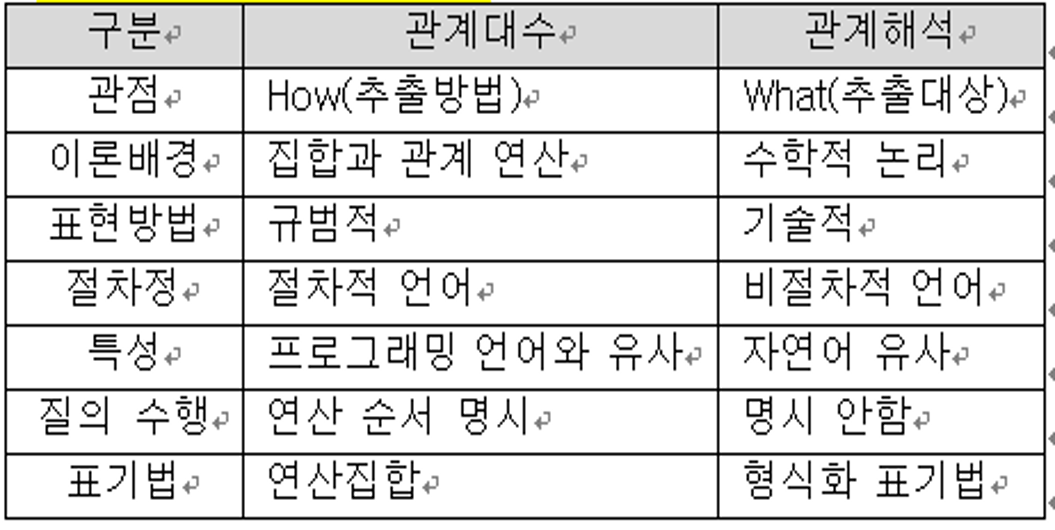 구분 관계대수 관계해석
관점 How(추출방법) What(추출대상)
이론배경 집합과 관계 연산 수학적 논리
표현방법 규범적 기술적
절차정 절차적 언어 비절차적 언어
특성 프로그래밍 언어와 유사 자연어 유사
질의 수행 연산 순서 명시 명시 안함
표기법 연산집합 형식화 표기법